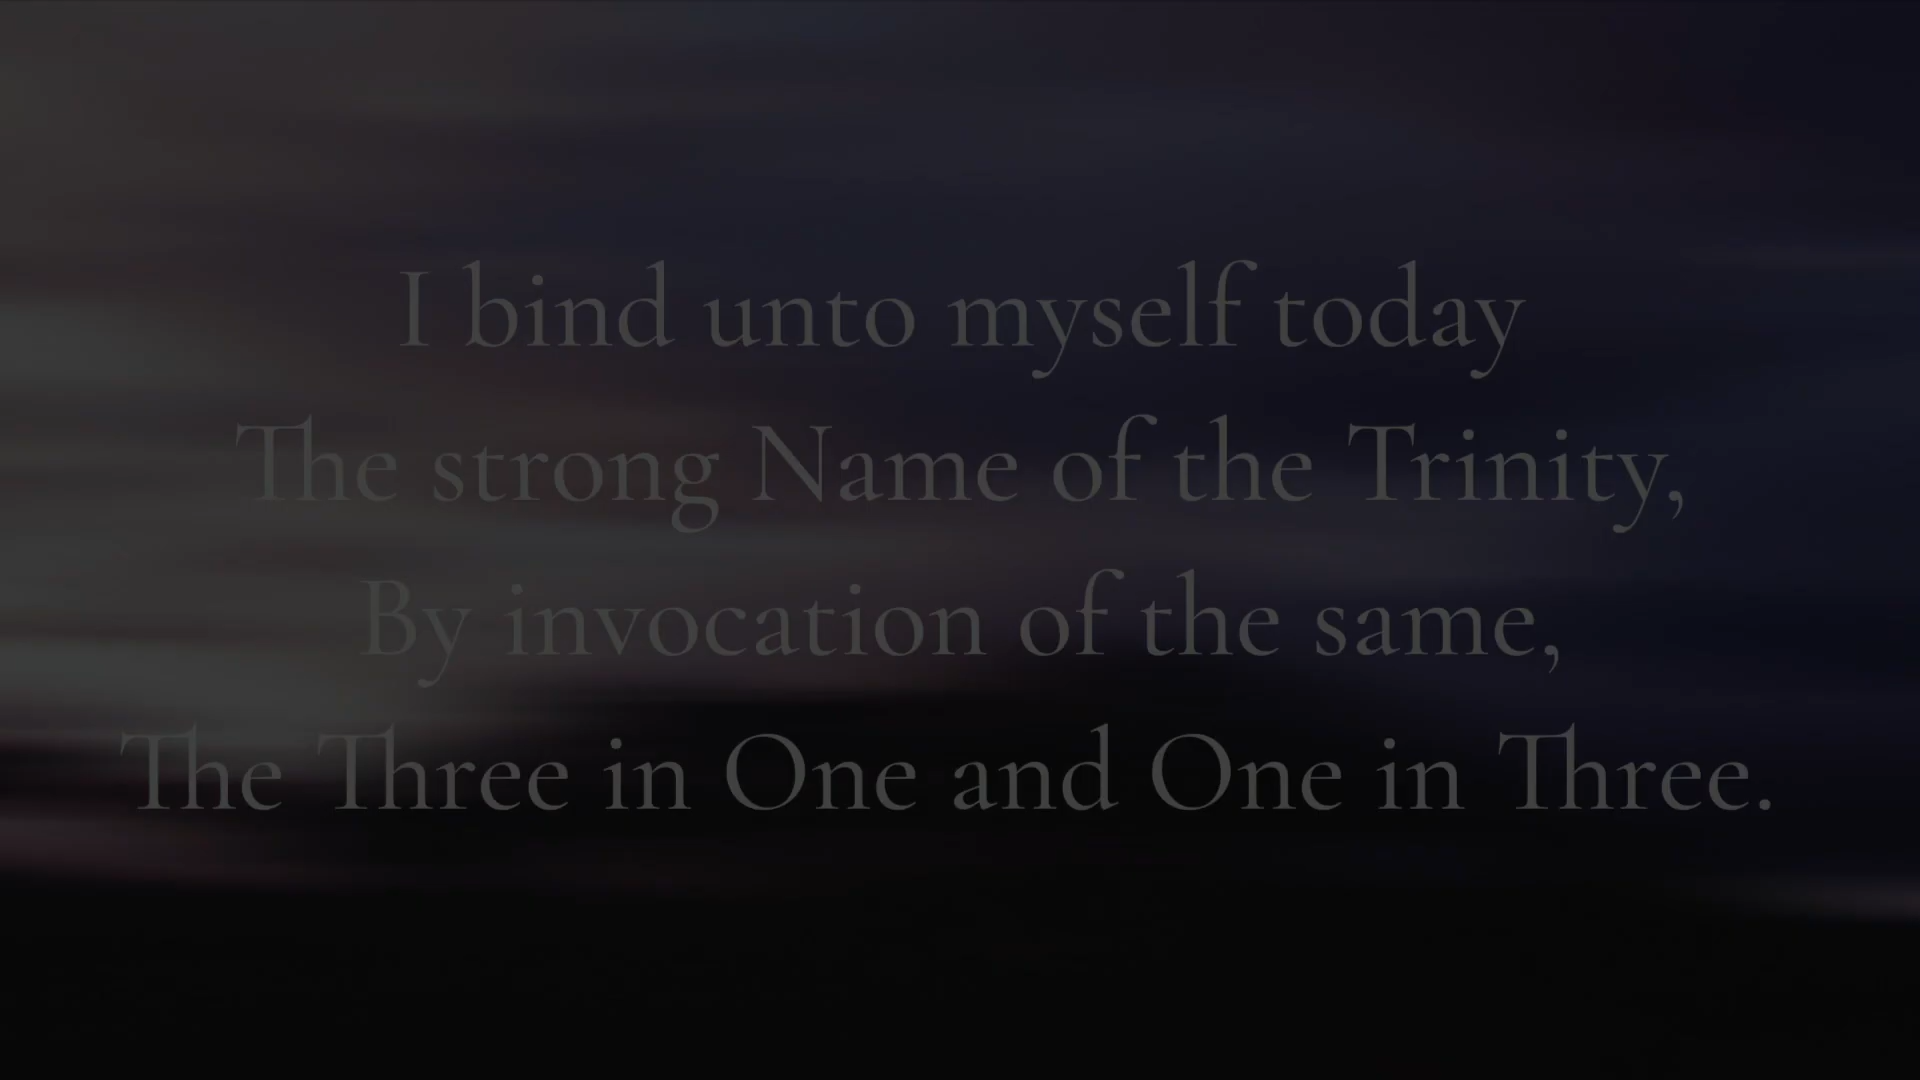 I bind unto myself today
The strong Name of the Trinity,
By invocation of the same,
The Three in One and One in Three.